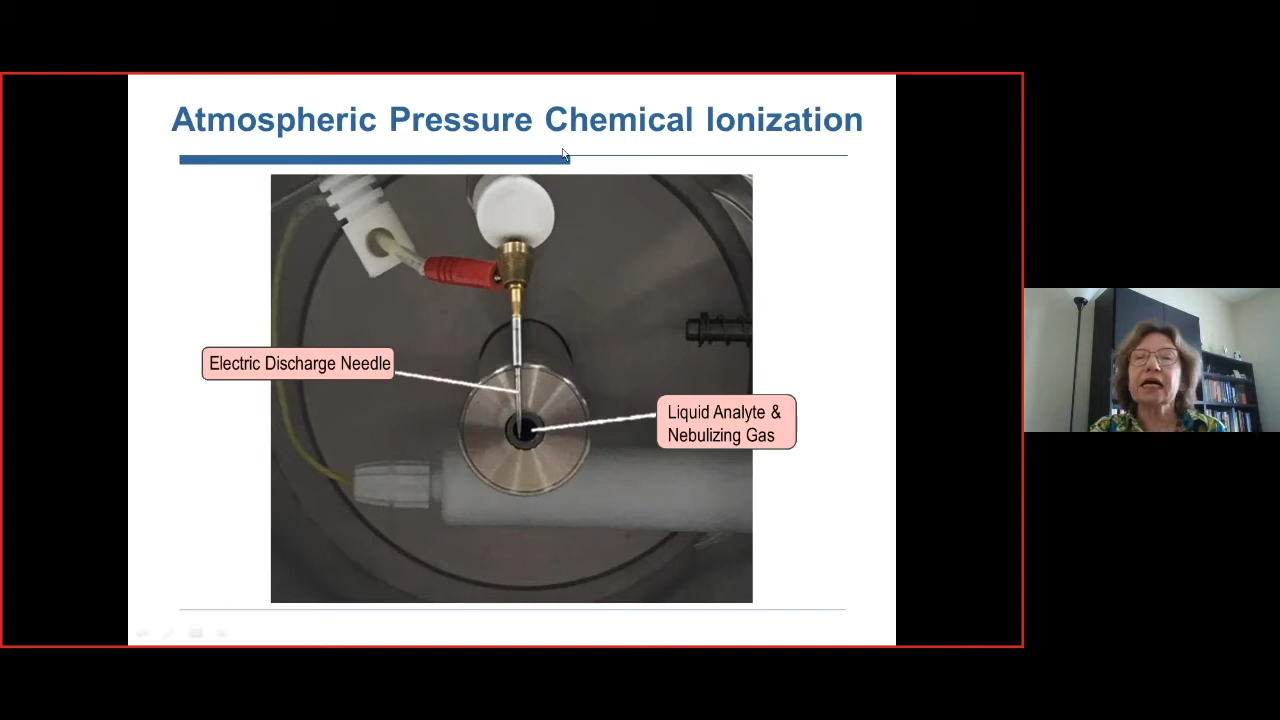 Atmospheric Pressure Chemical Ionization
Electric Discharge Needle
Liquid Analyte &
Nebulizing Gas